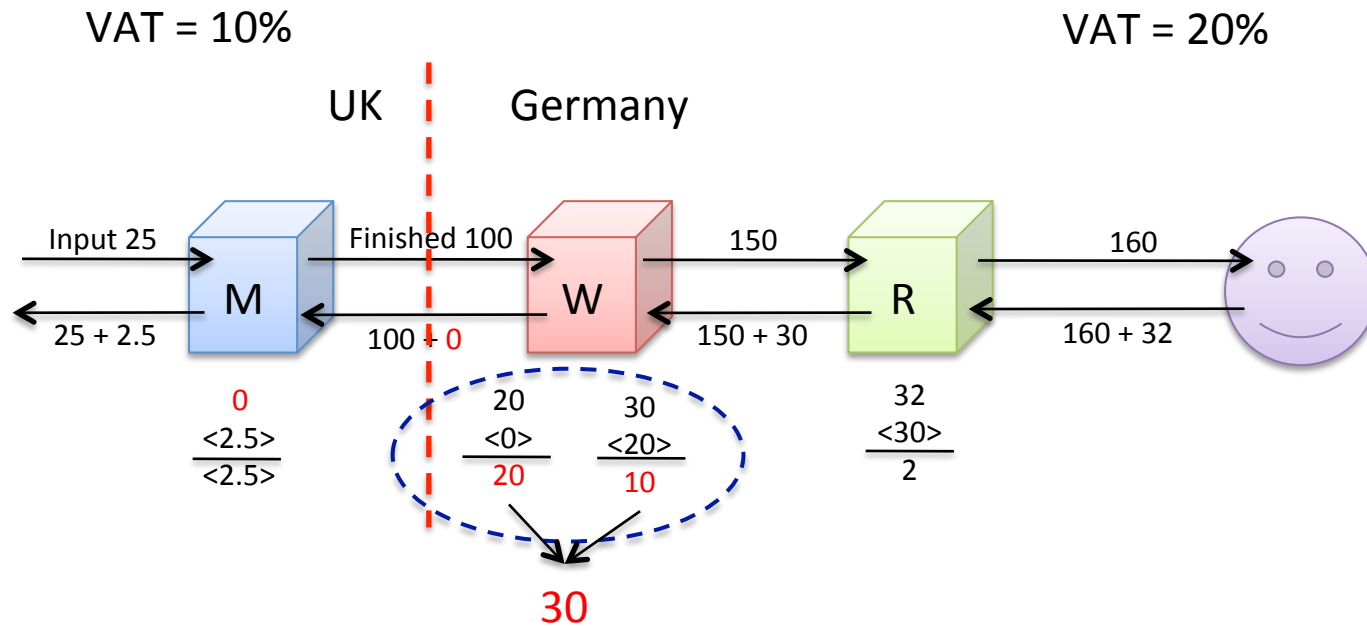 VAT = 10%
VAT = 20%
UK
Germany
Input 25
Finished 100
150
160
M
W
R
25 + 2.5
100 + 0
150 + 30
160 + 32
0
<2.5>
<2.5>
20
<0>
20
30
<20>
10
32
<30>
2
30